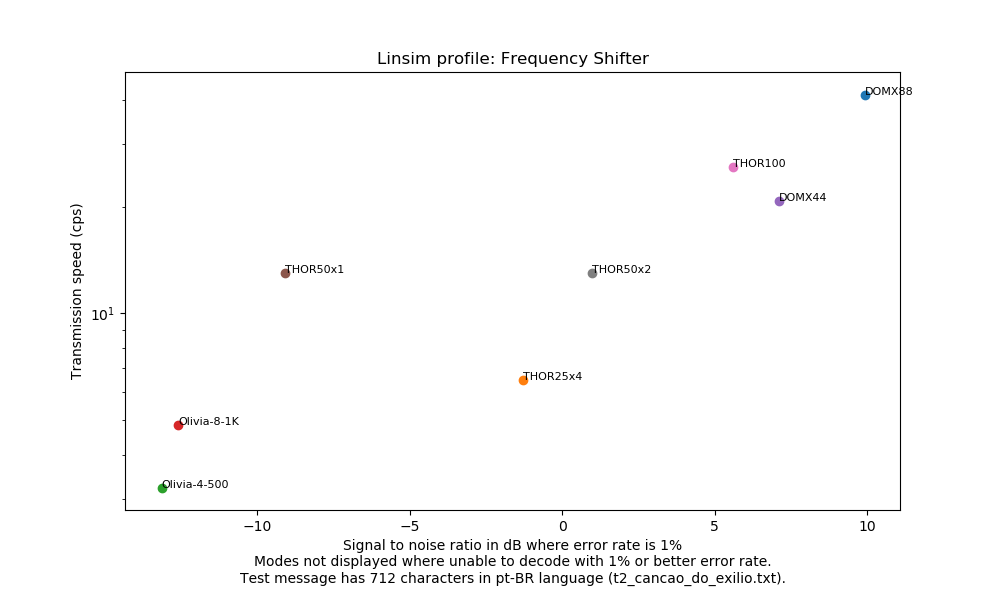 Linsim profile: Frequency Shifter
DOMX88
THOR100
DOMX44
THOR50x1
THOR50x2
THOR25x4
Olivia-8-1K
Olivia-4-500
Transmission speed (cps)
10¹
−10
−5
0
5
10
Signal to noise ratio in dB where error rate is 1%
Modes not displayed where unable to decode with 1% or better error rate.
Test message has 712 characters in pt-BR language (t2_cancao_do_exilio.txt).